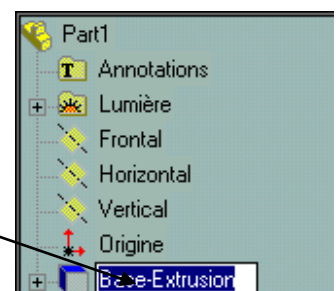 Part1
Annotations
Lumière
Frontal
Horizontal
Vertical
Origine
Base-Extrusion